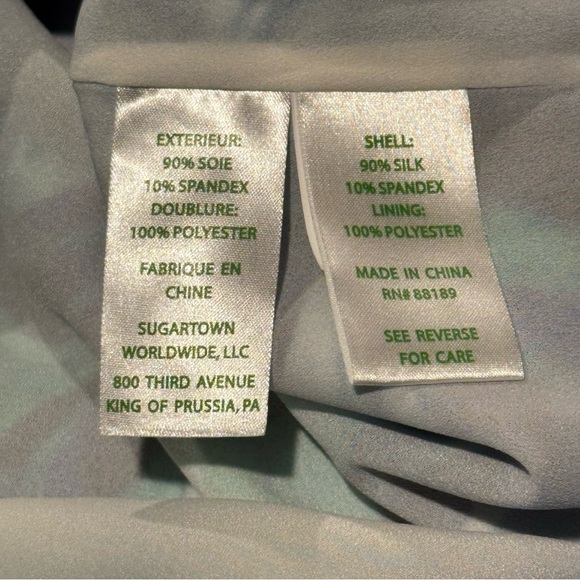 EXTERIEUR:
90% SOIE
10% SPANDEX
DOUBLURE:
100% POLYESTER
FABRIQUE EN
CHINE
SUGARTOWN
WORLDWIDE, LLC
800 THIRD AVENUE
KING OF PRUSSIA, PA
SHELL:
90% SILK
10% SPANDEX
LINING:
100% POLYESTER
MADE IN CHINA
RN# 88189
SEE REVERSE
FOR CARE